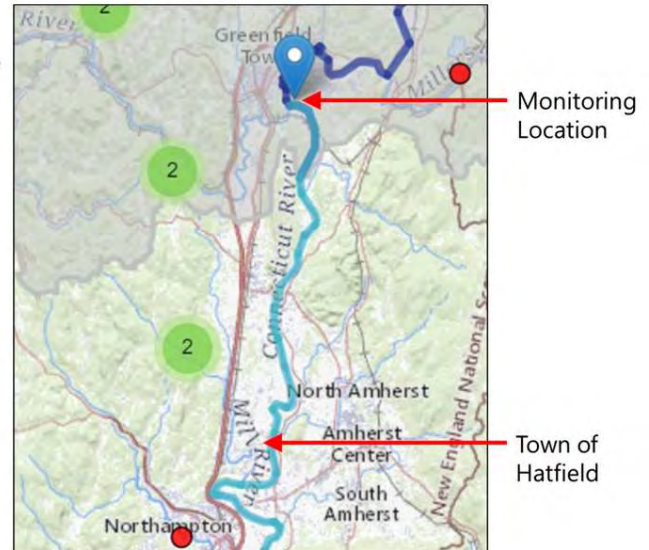 2
River
Greenfield
Town
Monitoring
Location
2
Connecticut River
2
North Amherst
Mill River
Amherst
Center
Town of
Hatfield
South
Amherst
New England National
Northampton